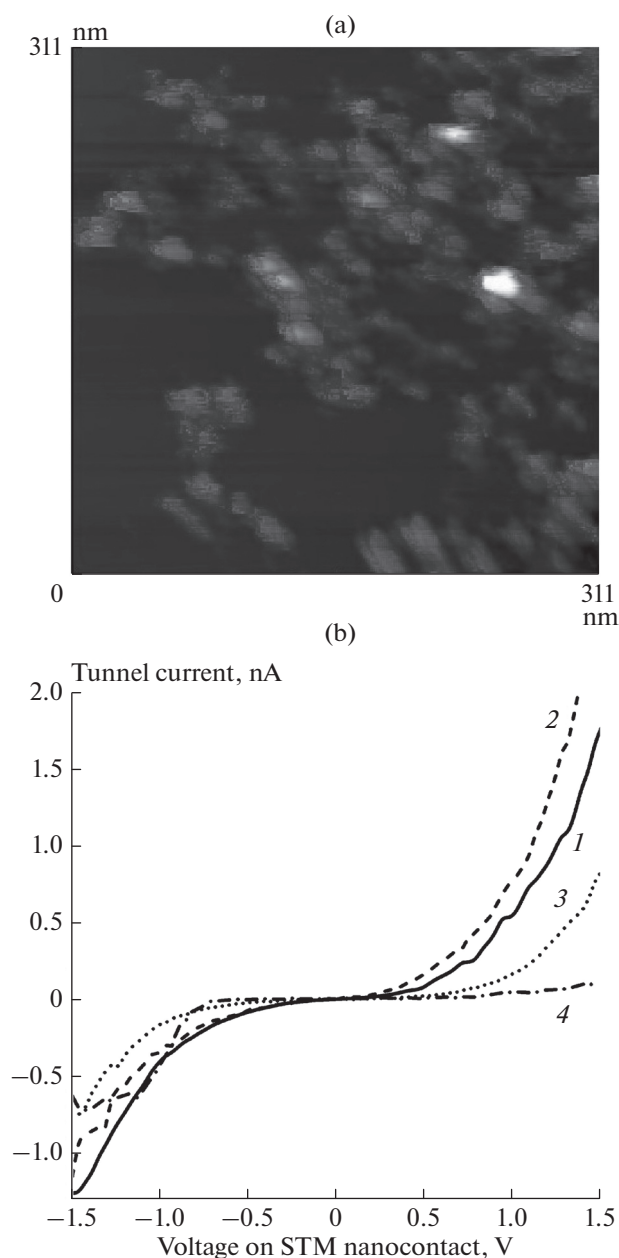 (a)
311 nm
0 311
nm
(b)
Tunnel current, nA
2.0
2
1.5
1.0
1
3
0.5
0
4
−0.5
−1.0
−1.5 −1.0 −0.5 0 0.5 1.0 1.5
Voltage on STM nanocontact, V